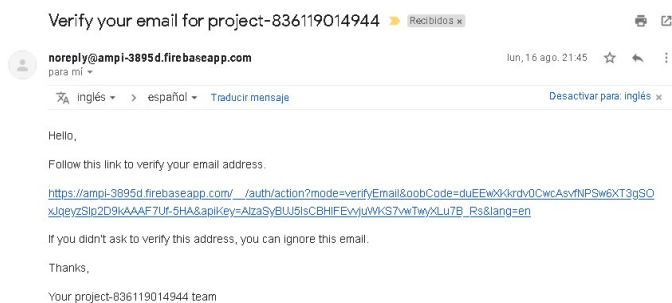 Verify your email for project-836119014944 Recibidos x
noreply@ampi-3895d.firebaseapp.com lun, 16 ago. 21:45
para mí
inglés > español Traducir mensaje Desactivar para: inglés x
Hello,
Follow this link to verify your email address.
https://ampi-3895d.firebaseapp.com/__/auth/action?mode=verifyEmail&oobCode=duEEwXKkrdv0CwcAsvfNPSw6XT3gSO
xJqeyzSlp2D9kAAAF7Uf-5HA&apiKey=AIzaSyBUJ5IsCBHIFEvvjuWKS7vwTwyXLu7B_Rs&lang=en
If you didn't ask to verify this address, you can ignore this email.
Thanks,
Your project-836119014944 team